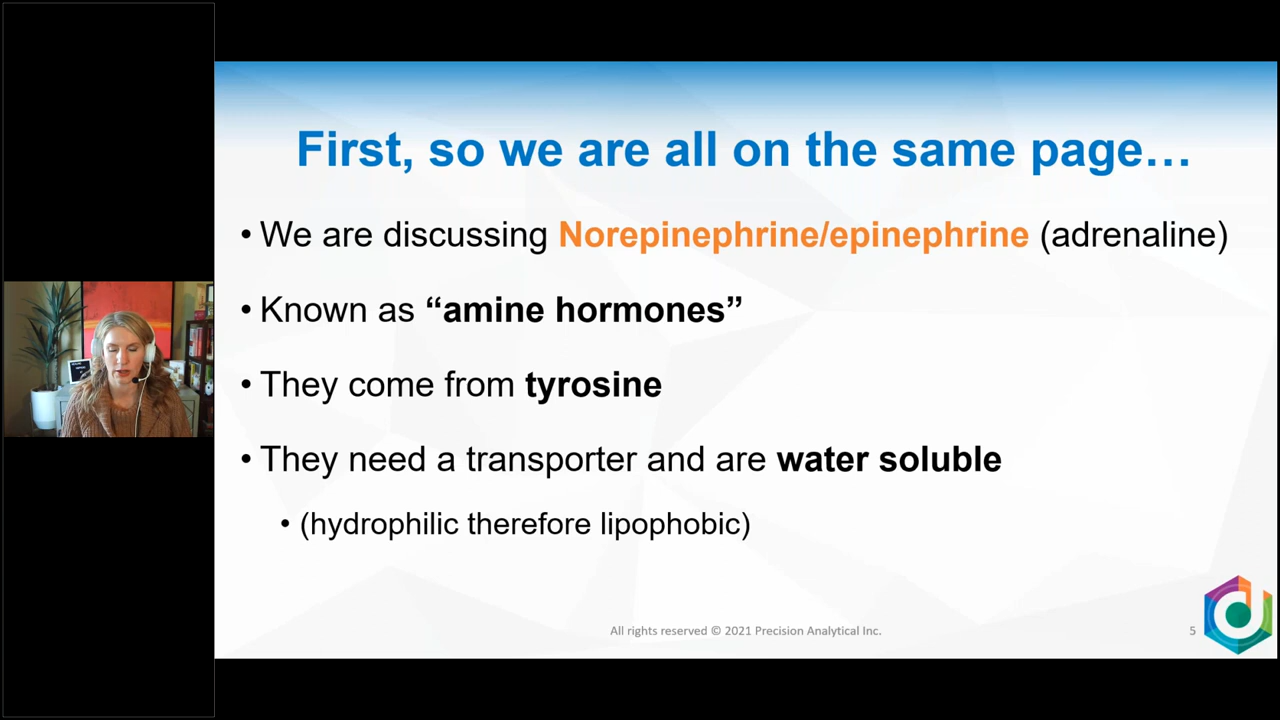 First, so we are all on the same page…
• We are discussing Norepinephrine/epinephrine (adrenaline)
• Known as “amine hormones”
• They come from tyrosine
• They need a transporter and are water soluble
• (hydrophilic therefore lipophobic)
All rights reserved © 2021 Precision Analytical Inc.
5